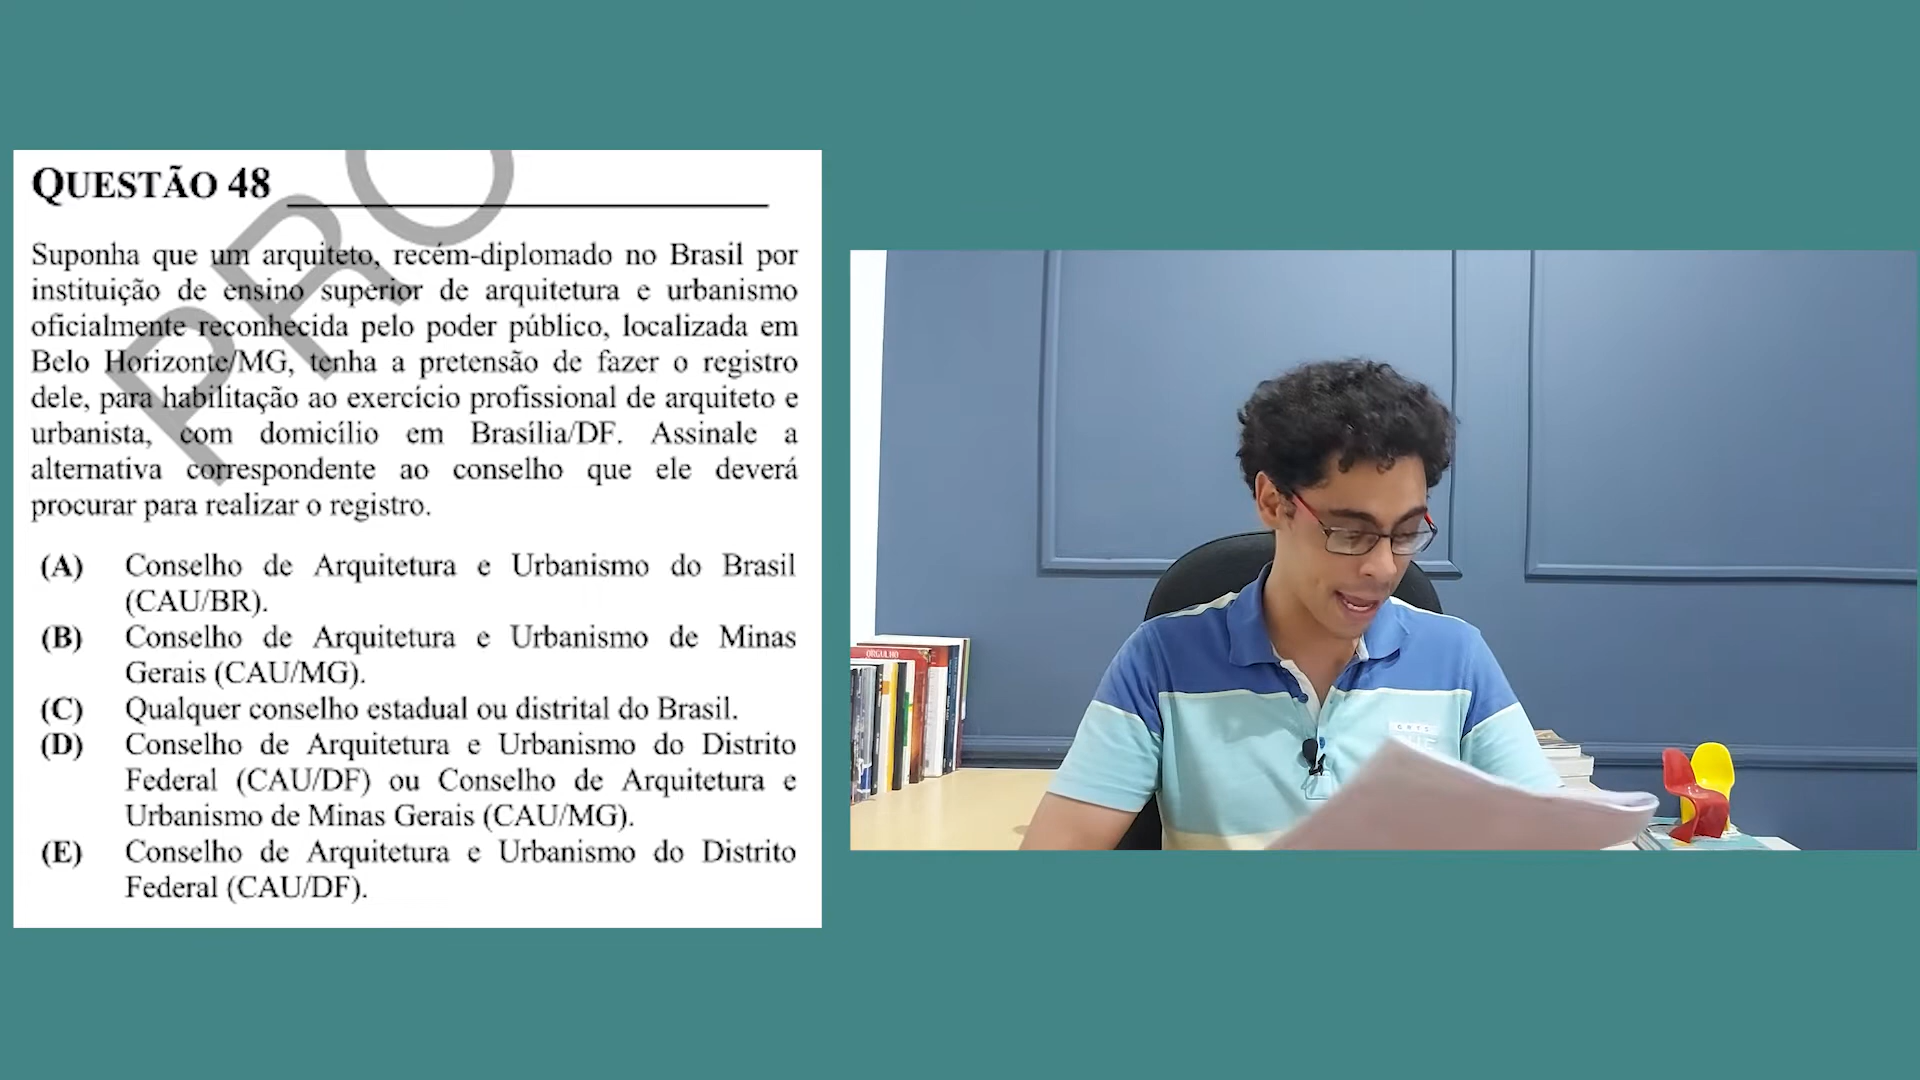 QUESTÃO 48
Suponha que um arquiteto, recém-diplomado no Brasil por
instituição de ensino superior de arquitetura e urbanismo
oficialmente reconhecida pelo poder público, localizada em
Belo Horizonte/MG, tenha a pretensão de fazer o registro
dele, para habilitação ao exercício profissional de arquiteto e
urbanista, com domicílio em Brasília/DF. Assinale a
alternativa correspondente ao conselho que ele deverá
procurar para realizar o registro.
(A) Conselho de Arquitetura e Urbanismo do Brasil
(CAU/BR).
(B) Conselho de Arquitetura e Urbanismo de Minas
Gerais (CAU/MG).
(C) Qualquer conselho estadual ou distrital do Brasil.
(D) Conselho de Arquitetura e Urbanismo do Distrito
Federal (CAU/DF) ou Conselho de Arquitetura e
Urbanismo de Minas Gerais (CAU/MG).
(E) Conselho de Arquitetura e Urbanismo do Distrito
Federal (CAU/DF).
PRO
ORGULHO